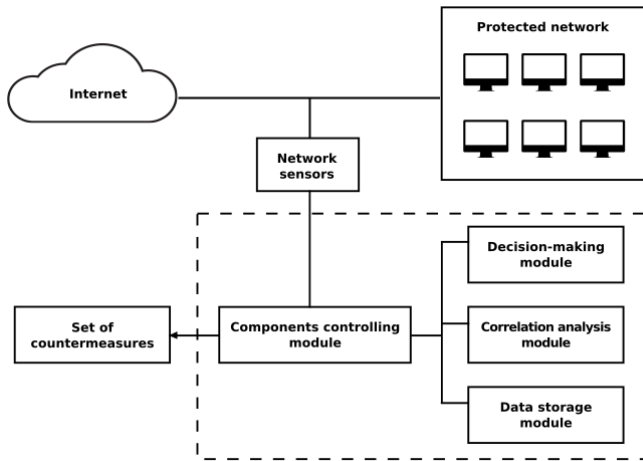 Protected network
Internet
Network
sensors
Decision-making
module
Set of
countermeasures
Components controlling
module
Correlation analysis
module
Data storage
module